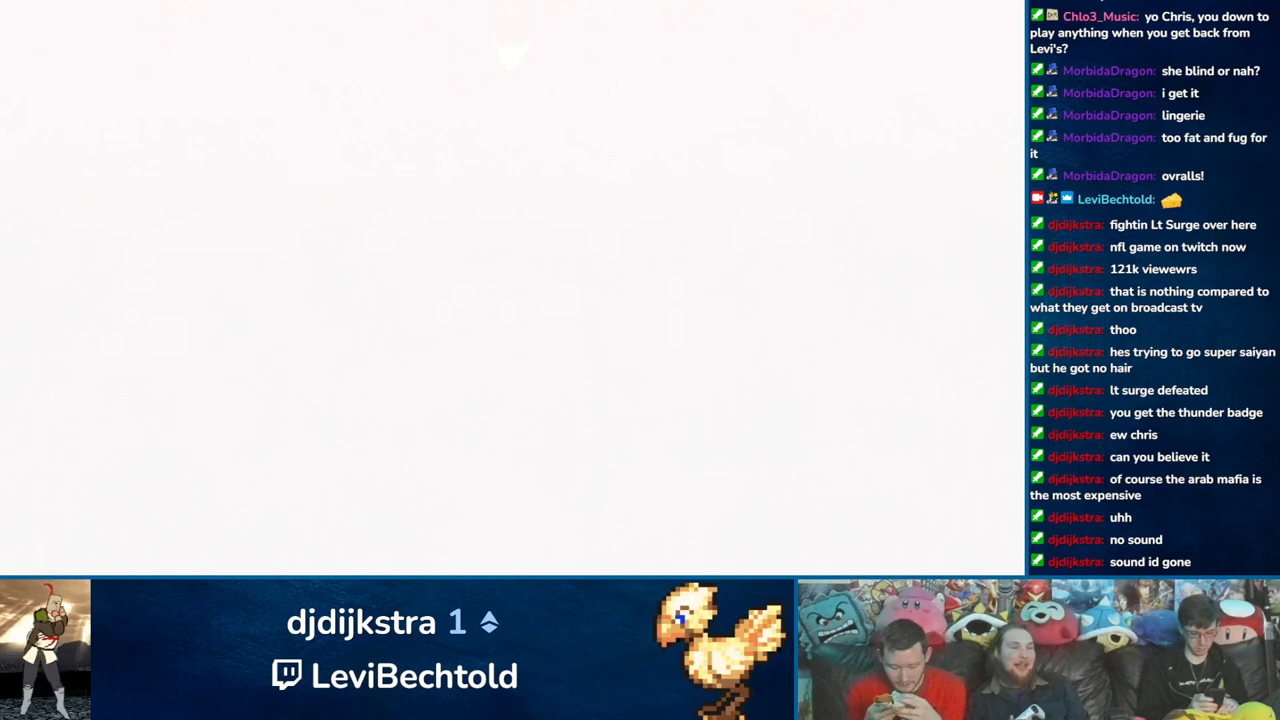 Chlo3_Music: yo Chris, you down to
play anything when you get back from
Levi's?
MorbidaDragon: she blind or nah?
MorbidaDragon: i get it
MorbidaDragon: lingerie
MorbidaDragon: too fat and fug for
it
MorbidaDragon: ovralls!
LeviBechtold:
djdijkstra: fightin Lt Surge over here
djdijkstra: nfl game on twitch now
djdijkstra: 121k viewewrs
djdijkstra: that is nothing compared to
what they get on broadcast tv
djdijkstra: thoo
djdijkstra: hes trying to go super saiyan
but he got no hair
djdijkstra: lt surge defeated
djdijkstra: you get the thunder badge
djdijkstra: ew chris
djdijkstra: can you believe it
djdijkstra: of course the arab mafia is
the most expensive
djdijkstra: uhh
djdijkstra: no sound
djdijkstra: sound id gone
djdijkstra 1
LeviBechtold